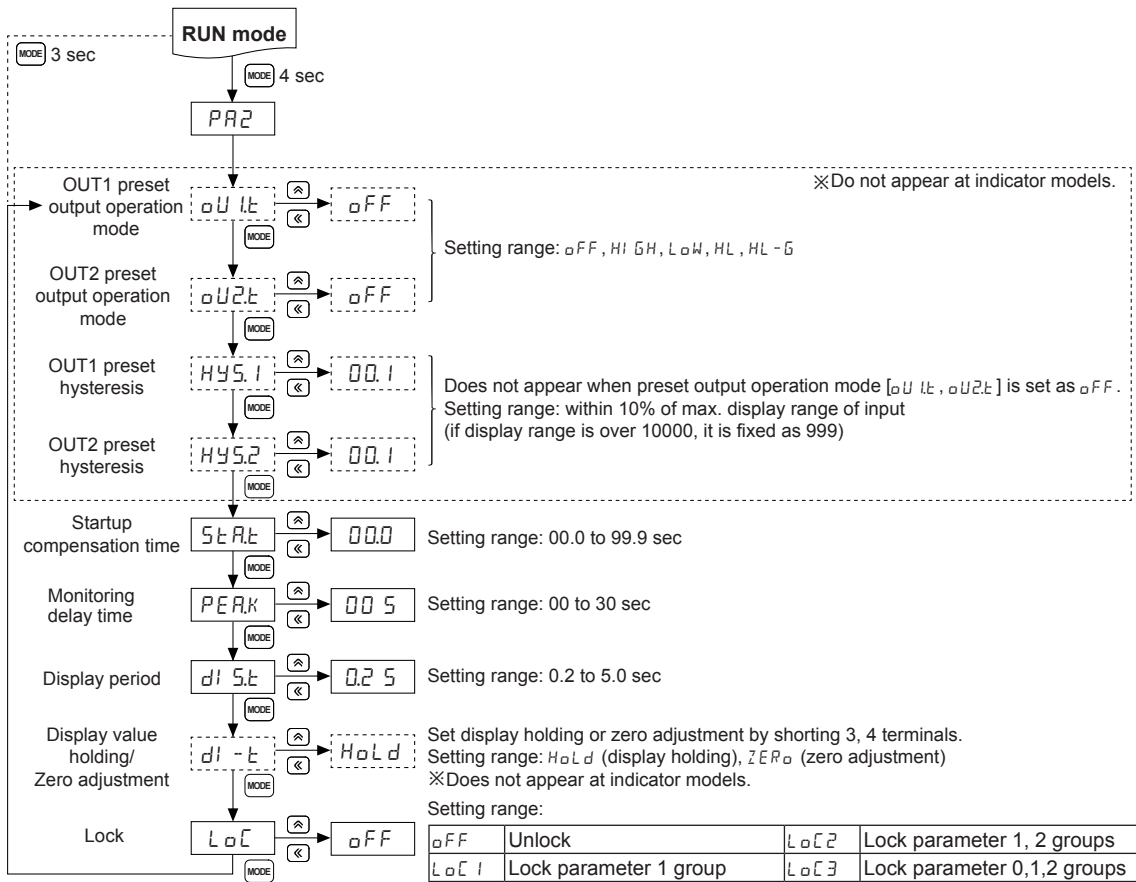 RUN mode
MODE 3 sec
MODE 4 sec
PA2
※Do not appear at indicator models.
OUT1 preset
output operation
mode
oU1.t
oFF
MODE
Setting range: oFF, HIGH, LoW, HL, HL-G
OUT2 preset
output operation
mode
oU2.t
oFF
MODE
OUT1 preset
hysteresis
HYS.1
00.1
MODE
Does not appear when preset output operation mode [oU1.t, oU2.t] is set as oFF.
Setting range: within 10% of max. display range of input
(if display range is over 10000, it is fixed as 999)
OUT2 preset
hysteresis
HYS.2
00.1
MODE
Startup
compensation time
StA.t
00.0
Setting range: 00.0 to 99.9 sec
MODE
Monitoring
delay time
PEA.K
00 S
Setting range: 00 to 30 sec
MODE
Display period
dI S.t
0.2 S
Setting range: 0.2 to 5.0 sec
MODE
Display value
holding/
Zero adjustment
dI -t
HoLd
Set display holding or zero adjustment by shorting 3, 4 terminals.
Setting range: HoLd (display holding), ZERo (zero adjustment)
※Does not appear at indicator models.
MODE
Lock
LoC
oFF
MODE
Setting range:
oFF Unlock LoC2 Lock parameter 1, 2 groups
LoC1 Lock parameter 1 group LoC3 Lock parameter 0,1,2 groups